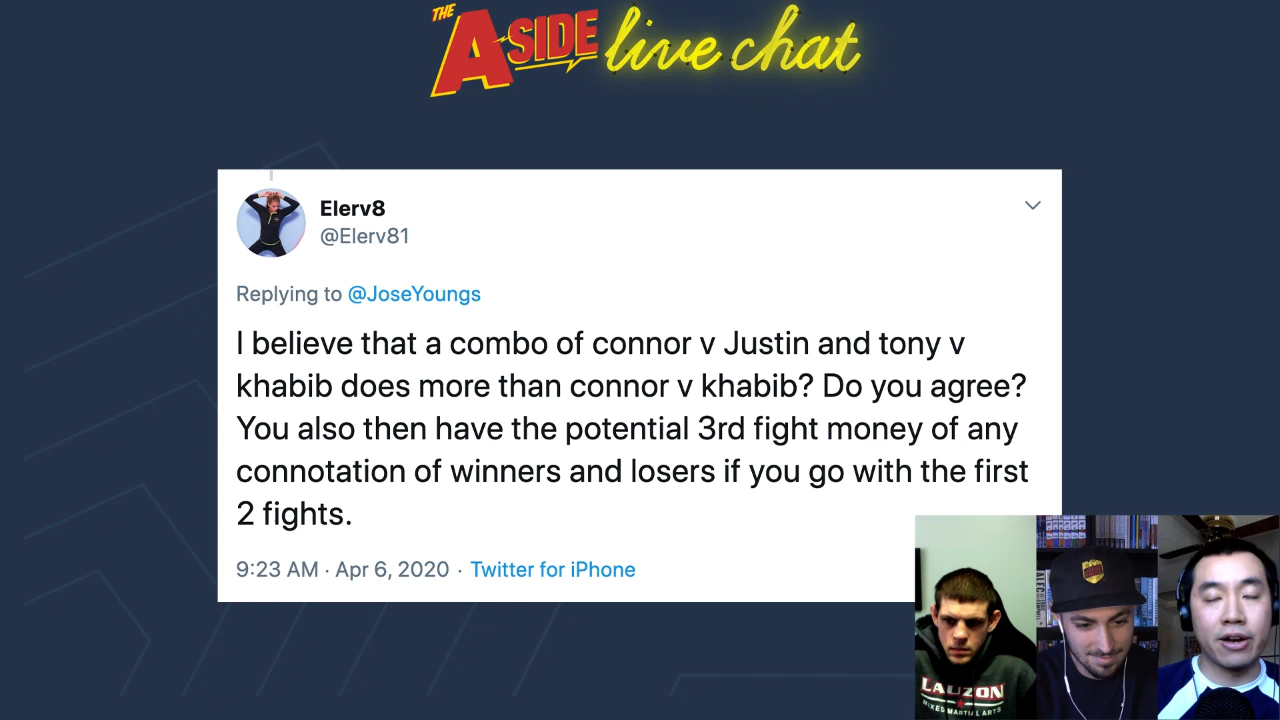 THE A SIDE live chat
Elerv8
@Elerv81
Replying to @JoseYoungs
I believe that a combo of connor v Justin and tony v
khabib does more than connor v khabib? Do you agree?
You also then have the potential 3rd fight money of any
connotation of winners and losers if you go with the first
2 fights.
9:23 AM · Apr 6, 2020 · Twitter for iPhone
LAUZON
MIXED MARTIAL ARTS